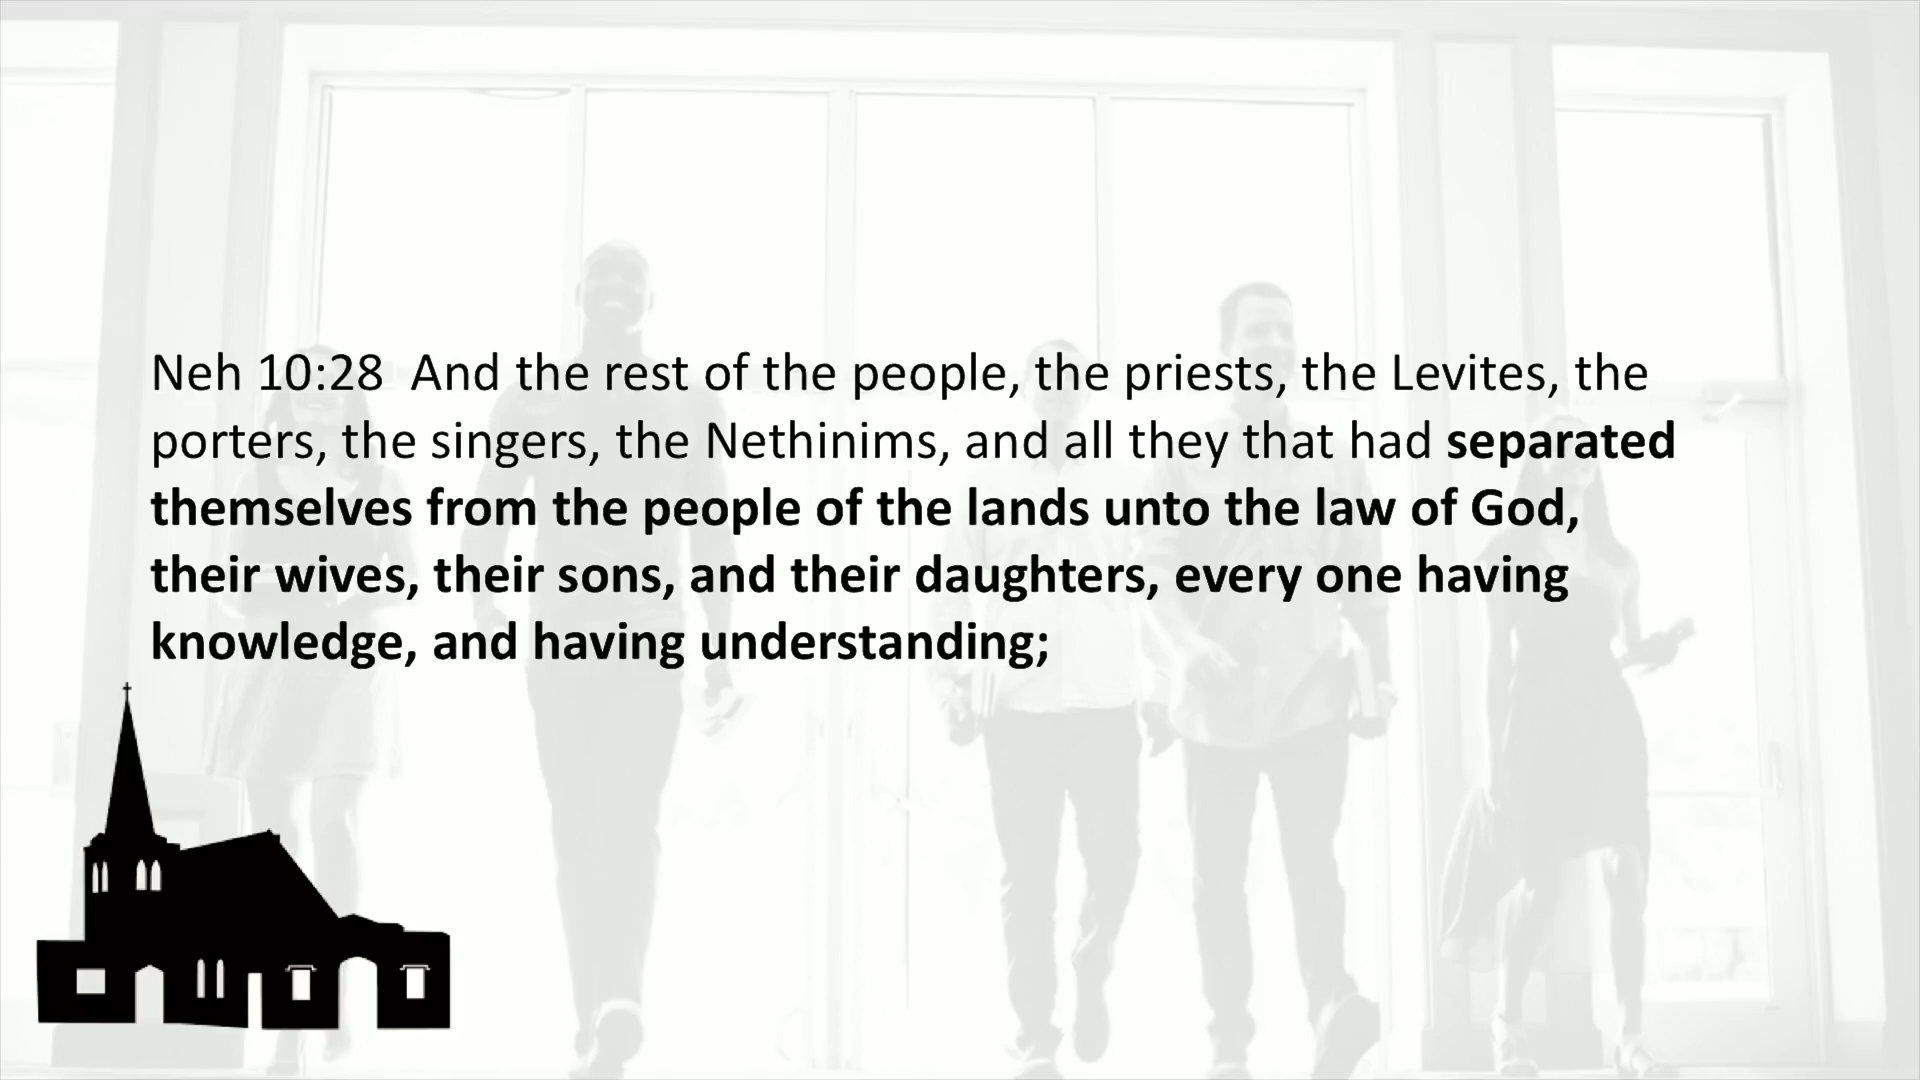 Neh 10:28  And the rest of the people, the priests, the Levites, the
porters, the singers, the Nethinims, and all they that had separated
themselves from the people of the lands unto the law of God,
their wives, their sons, and their daughters, every one having
knowledge, and having understanding;